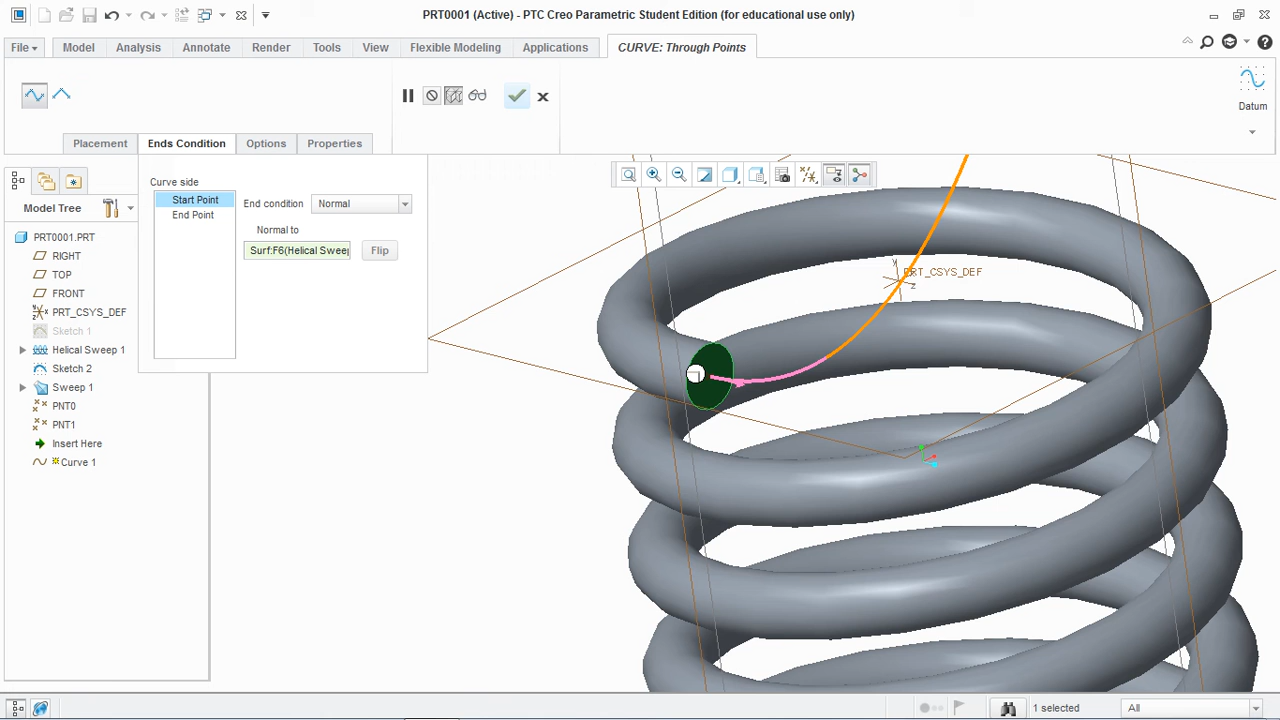 PRT0001 (Active) - PTC Creo Parametric Student Edition (for educational use only)
File Model Analysis Annotate Render Tools View Flexible Modeling Applications CURVE: Through Points
Datum
Placement Ends Condition Options Properties
Curve side
Start Point
End Point
End condition Normal
Normal to
Surf:F6(Helical Sweep Flip
Model Tree
PRT0001.PRT
RIGHT
TOP
FRONT
PRT_CSYS_DEF
Sketch 1
Helical Sweep 1
Sketch 2
Sweep 1
PNT0
PNT1
Insert Here
Curve 1
PRT_CSYS_DEF
y
z
1 selected All